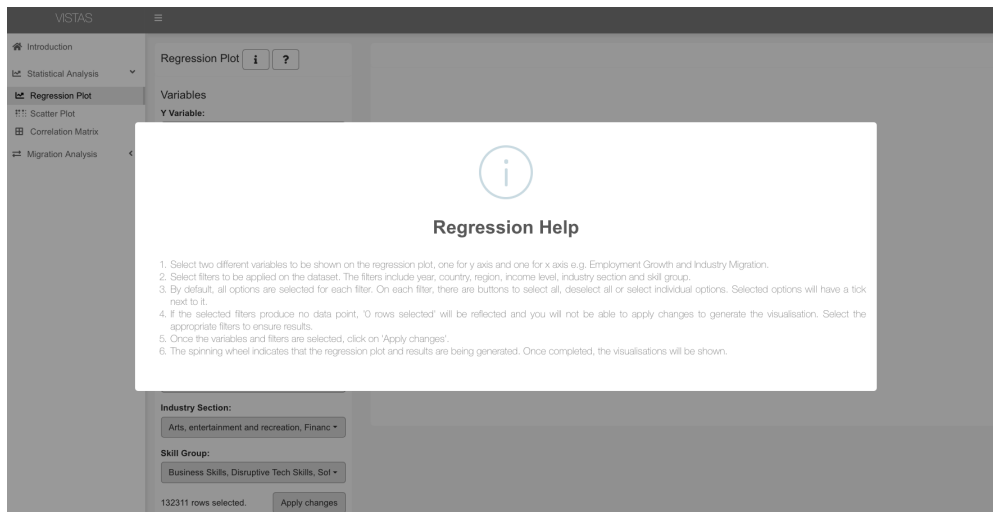 VISTAS
Introduction
Statistical Analysis
Regression Plot
Scatter Plot
Correlation Matrix
Migration Analysis
Regression Plot i ?
Variables
Y Variable:
Regression Help
1. Select two different variables to be shown on the regression plot, one for y axis and one for x axis e.g. Employment Growth and Industry Migration.
2. Select filters to be applied on the dataset. The filters include year, country, region, income level, industry section and skill group.
3. By default, all options are selected for each filter. On each filter, there are buttons to select all, deselect all or select individual options. Selected options will have a tick
next to it.
4. If the selected filters produce no data point, '0 rows selected' will be reflected and you will not be able to apply changes to generate the visualisation. Select the
appropriate filters to ensure results.
5. Once the variables and filters are selected, click on 'Apply changes'.
6. The spinning wheel indicates that the regression plot and results are being generated. Once completed, the visualisations will be shown.
Industry Section:
Arts, entertainment and recreation, Financ
Skill Group:
Business Skills, Disruptive Tech Skills, Sof
132311 rows selected. Apply changes